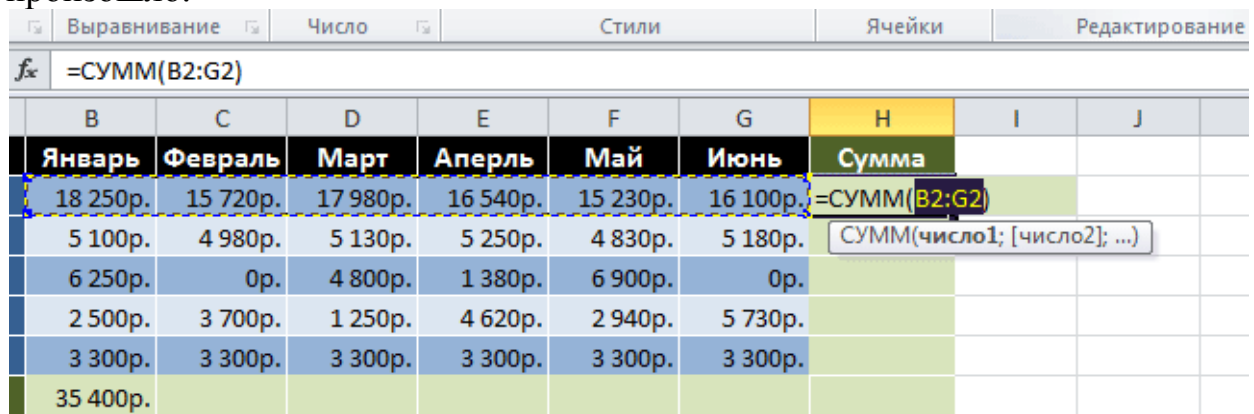 произошло.
Выравнивание Число Стили Ячейки Редактирование
fx =СУММ(B2:G2)
B C D E F G H I J
Январь Февраль Март Аперль Май Июнь Сумма
18 250р. 15 720р. 17 980р. 16 540р. 15 230р. 16 100р. =СУММ(B2:G2)
5 100р. 4 980р. 5 130р. 5 250р. 4 830р. 5 180р. СУММ(число1; [число2]; ...)
6 250р. 0р. 4 800р. 1 380р. 6 900р. 0р.
2 500р. 3 700р. 1 250р. 4 620р. 2 940р. 5 730р.
3 300р. 3 300р. 3 300р. 3 300р. 3 300р. 3 300р.
35 400р.